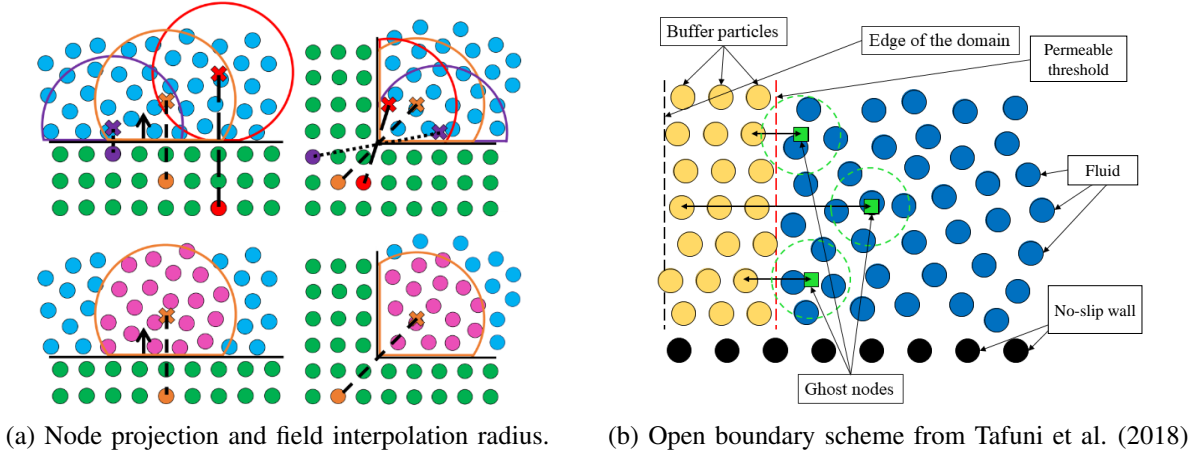 Buffer particles
Edge of the domain
Permeable
threshold
Fluid
No-slip wall
Ghost nodes
(a) Node projection and field interpolation radius.
(b) Open boundary scheme from Tafuni et al. (2018)